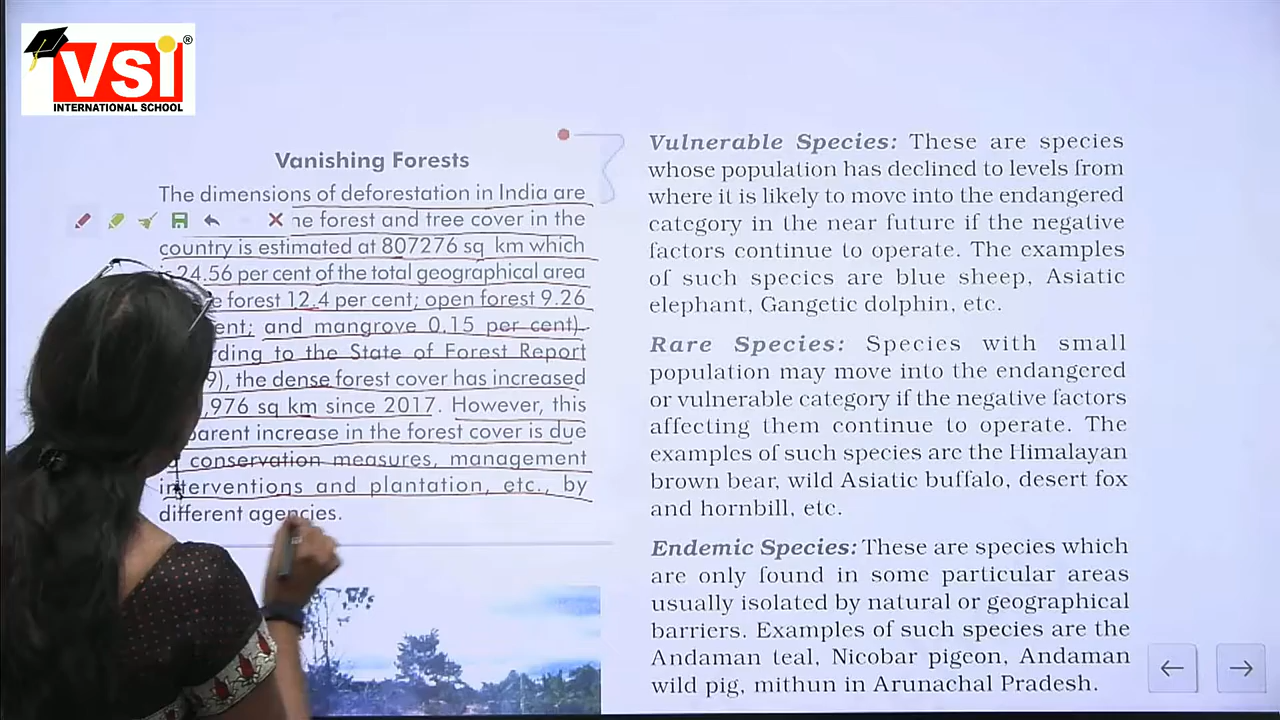 VSI
INTERNATIONAL SCHOOL
Vanishing Forests
The dimensions of deforestation in India are
forest and tree cover in the
country is estimated at 807276 sq km which
24.56 per cent of the total geographical area
forest 12.4 per cent; open forest 9.26
and mangrove 0.15 per cent).
to the State of Forest Report
the dense forest cover has increased
976 sq km since 2017. However, this
increase in the forest cover is due
conservation measures, management
interventions and plantation, etc., by
different agencies.
Vulnerable Species: These are species
whose population has declined to levels from
where it is likely to move into the endangered
category in the near future if the negative
factors continue to operate. The examples
of such species are blue sheep, Asiatic
elephant, Gangetic dolphin, etc.
Rare Species: Species with small
population may move into the endangered
or vulnerable category if the negative factors
affecting them continue to operate. The
examples of such species are the Himalayan
brown bear, wild Asiatic buffalo, desert fox
and hornbill, etc.
Endemic Species: These are species which
are only found in some particular areas
usually isolated by natural or geographical
barriers. Examples of such species are the
Andaman teal, Nicobar pigeon, Andaman
wild pig, mithun in Arunachal Pradesh.